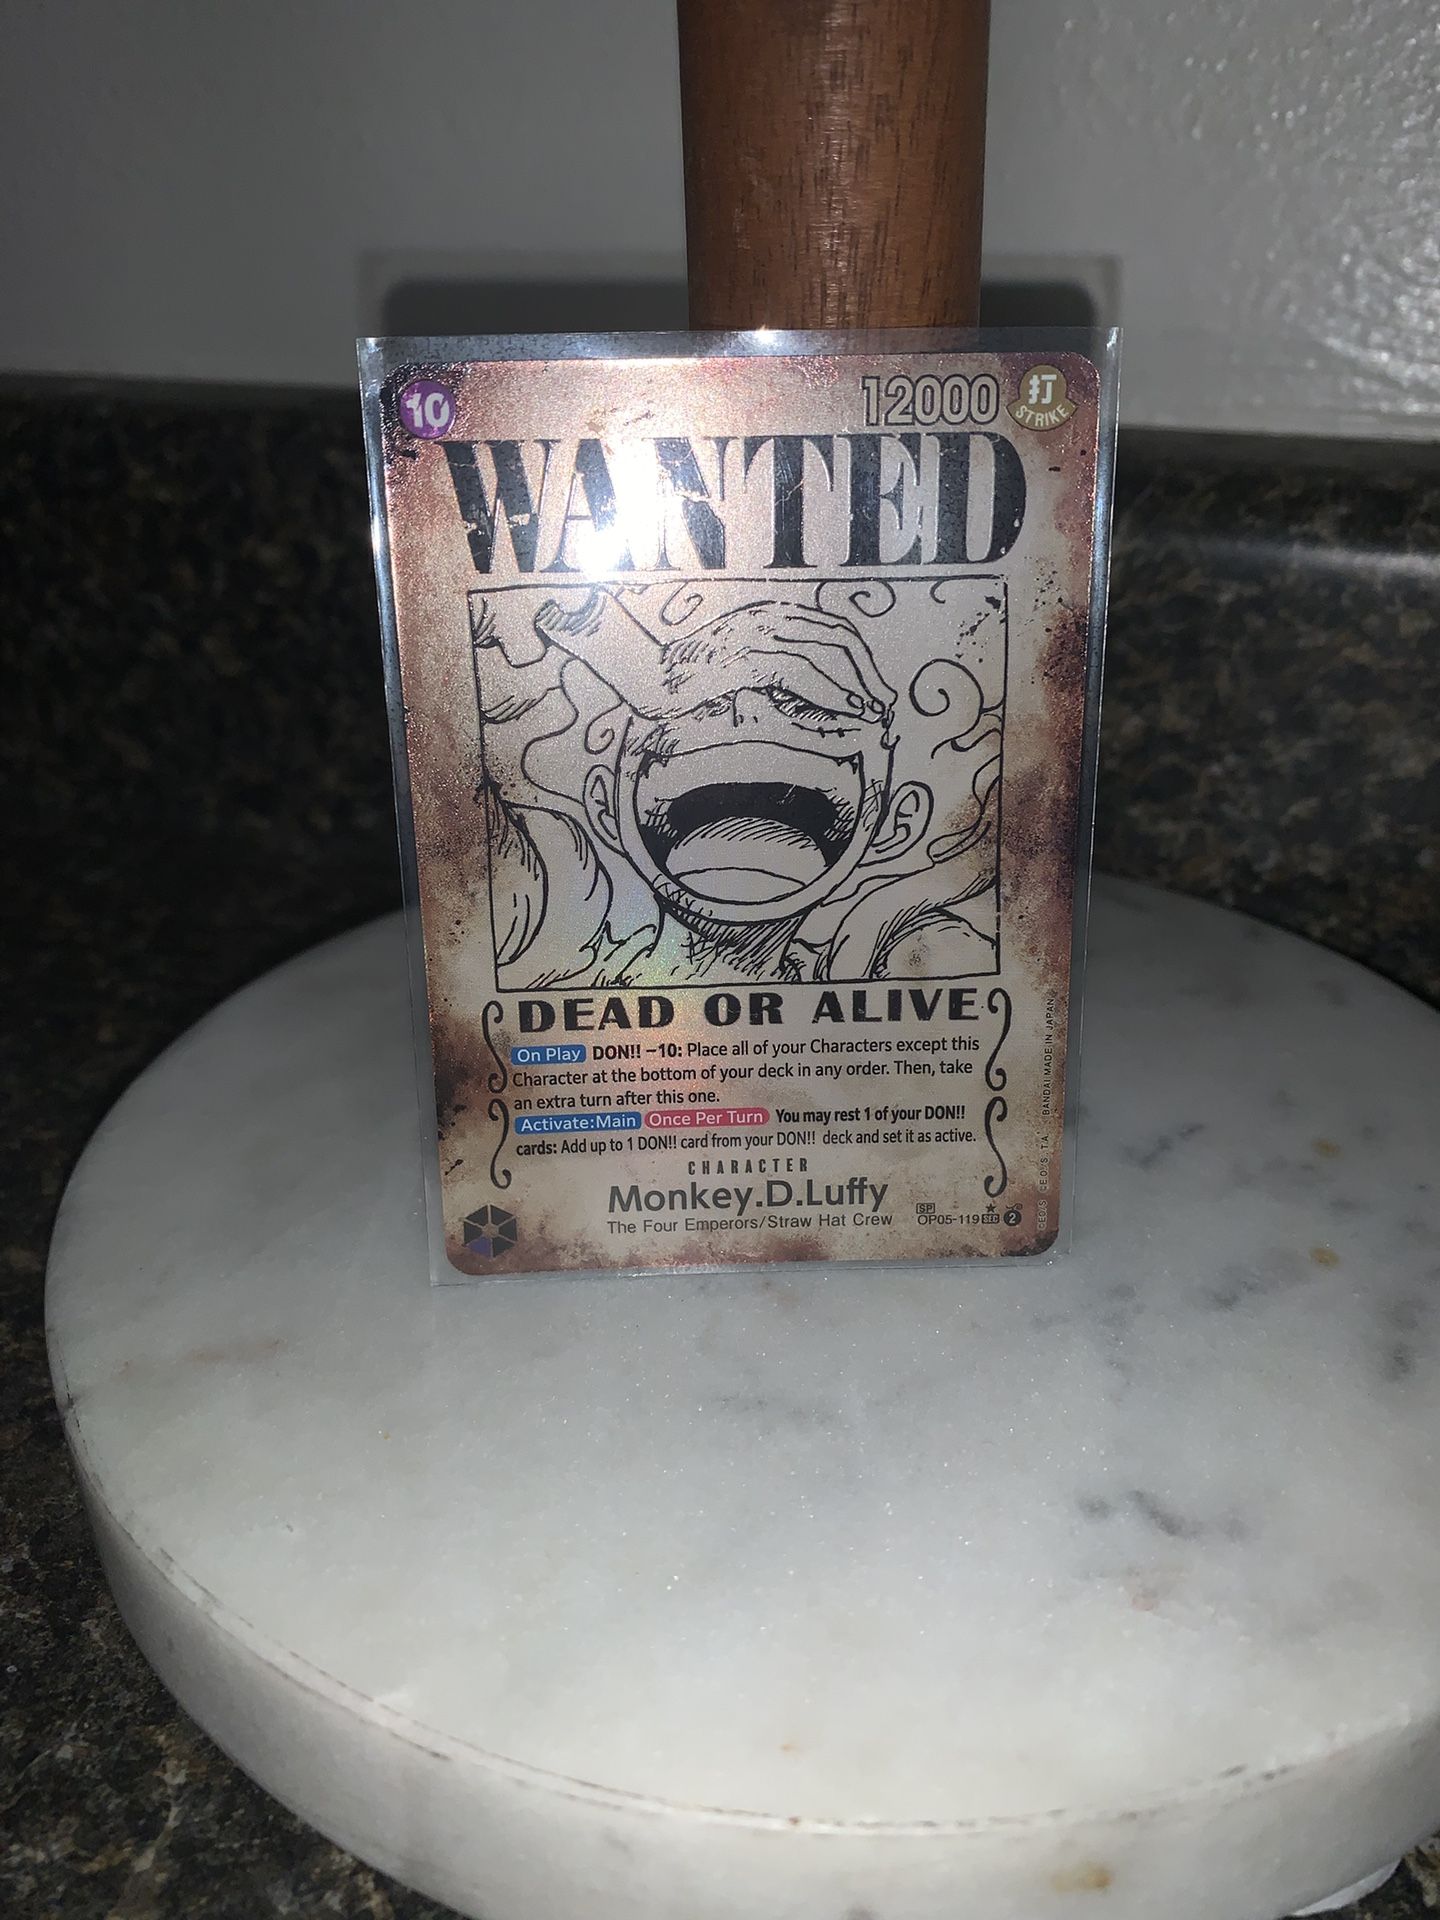 10
12000
打
STRIKE
WANTED
DEAD OR ALIVE
On Play DON!! −10: Place all of your Characters except this
Character at the bottom of your deck in any order. Then, take
an extra turn after this one.
Activate:Main Once Per Turn You may rest 1 of your DON!!
cards: Add up to 1 DON!! card from your DON!! deck and set it as active.
CHARACTER
Monkey.D.Luffy
The Four Emperors/Straw Hat Crew
SP
OP05-119 SEC 2
BANDAI MADE IN JAPAN